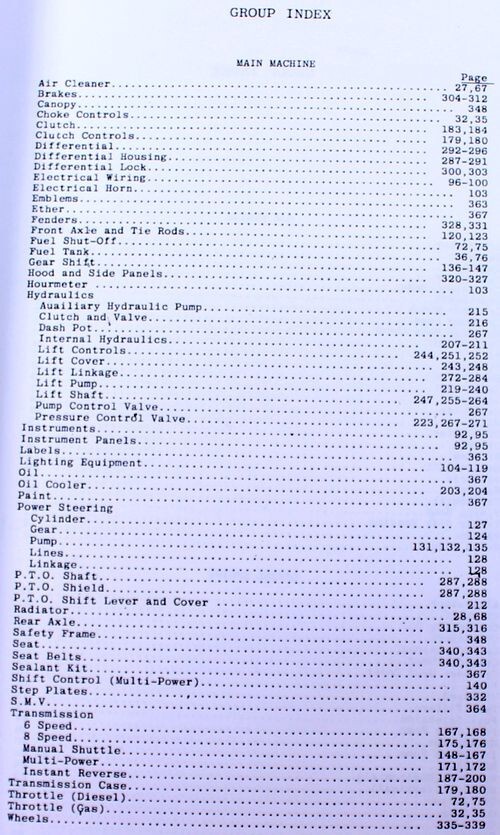 GROUP INDEX
MAIN MACHINE
Page
Air Cleaner 27,67
Brakes 304-312
Canopy 348
Choke Controls 32,35
Clutch 183,184
Clutch Controls 179,180
Differential 292-296
Differential Housing 287-291
Differential Lock 300,303
Electrical Wiring 96-100
Electrical Horn 103
Emblems 363
Ether 367
Fenders 328,331
Front Axle and Tie Rods 120,123
Fuel Shut-Off 72,75
Fuel Tank 36,76
Gear Shift 136-147
Hood and Side Panels 320-327
Hourmeter 103
Hydraulics
Auailiary Hydraulic Pump 215
Clutch and Valve 216
Dash Pot 267
Internal Hydraulics 207-211
Lift Controls 244,251,252
Lift Cover 243,248
Lift Linkage 272-284
Lift Pump 219-240
Lift Shaft 247,255-264
Pump Control Valve 267
Pressure Control Valve 223,267-271
Instruments 92,95
Instrument Panels 92,95
Labels 363
Lighting Equipment 104-119
Oil 367
Oil Cooler 203,204
Paint 367
Power Steering
Cylinder 127
Gear 124
Pump 131,132,135
Lines 128
Linkage 128
P.T.O. Shaft 287,288
P.T.O. Shield 287,288
P.T.O. Shift Lever and Cover 212
Radiator 28,68
Rear Axle 315,316
Safety Frame 348
Seat 340,343
Seat Belts 340,343
Sealant Kit 367
Shift Control (Multi-Power) 140
Step Plates 332
S.M.V. 364
Transmission
6 Speed 167,168
8 Speed 175,176
Manual Shuttle 148-167
Multi-Power 171,172
Instant Reverse 187-200
Transmission Case 179,180
Throttle (Diesel) 72,75
Throttle (Gas) 32,35
Wheels 335-339